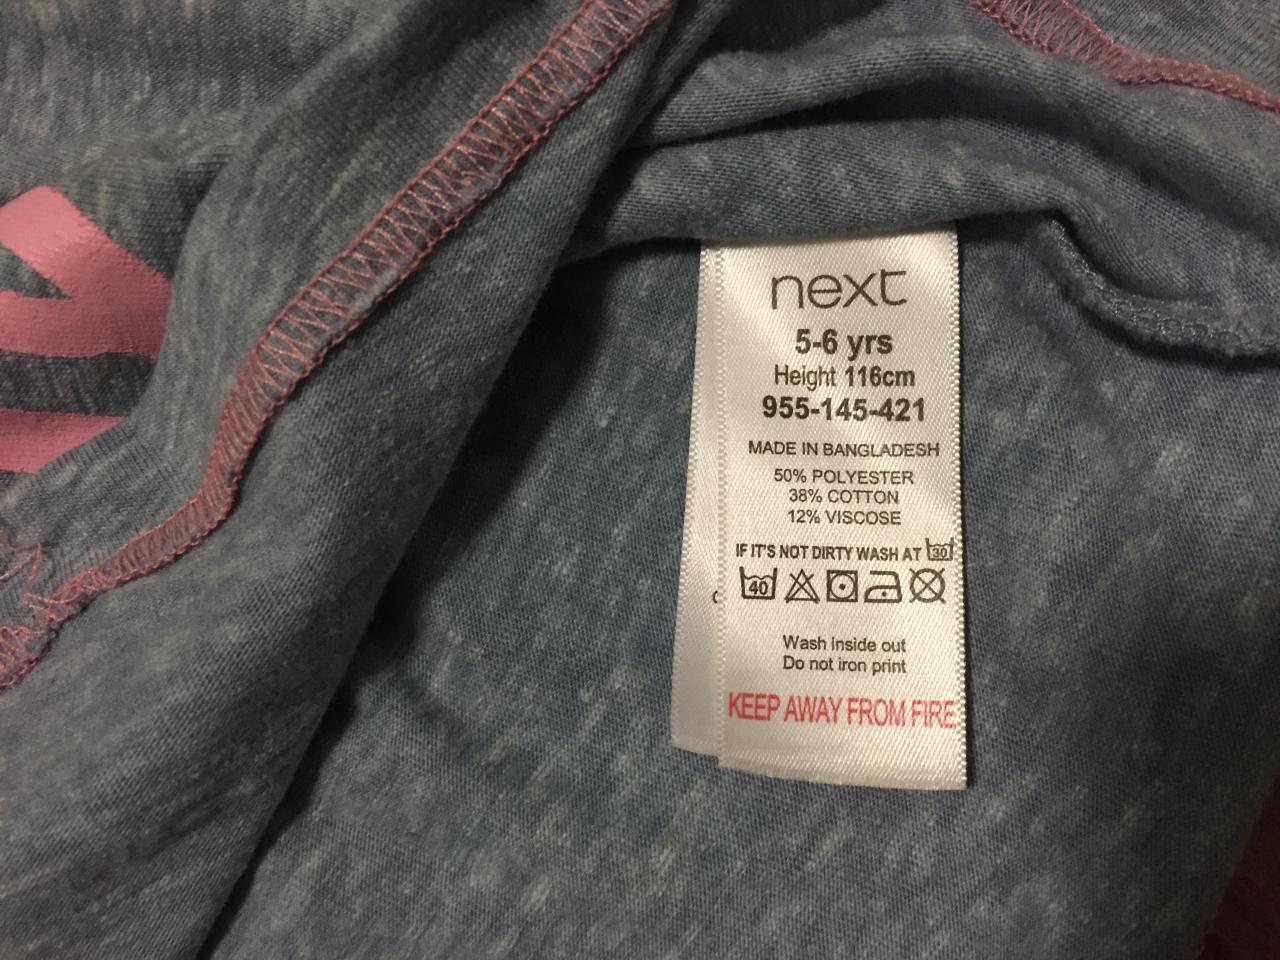 next
5-6 yrs
Height 116cm
955-145-421
MADE IN BANGLADESH
50% POLYESTER
38% COTTON
12% VISCOSE
IF IT'S NOT DIRTY WASH AT 30
40
Wash inside out
Do not iron print
KEEP AWAY FROM FIRE